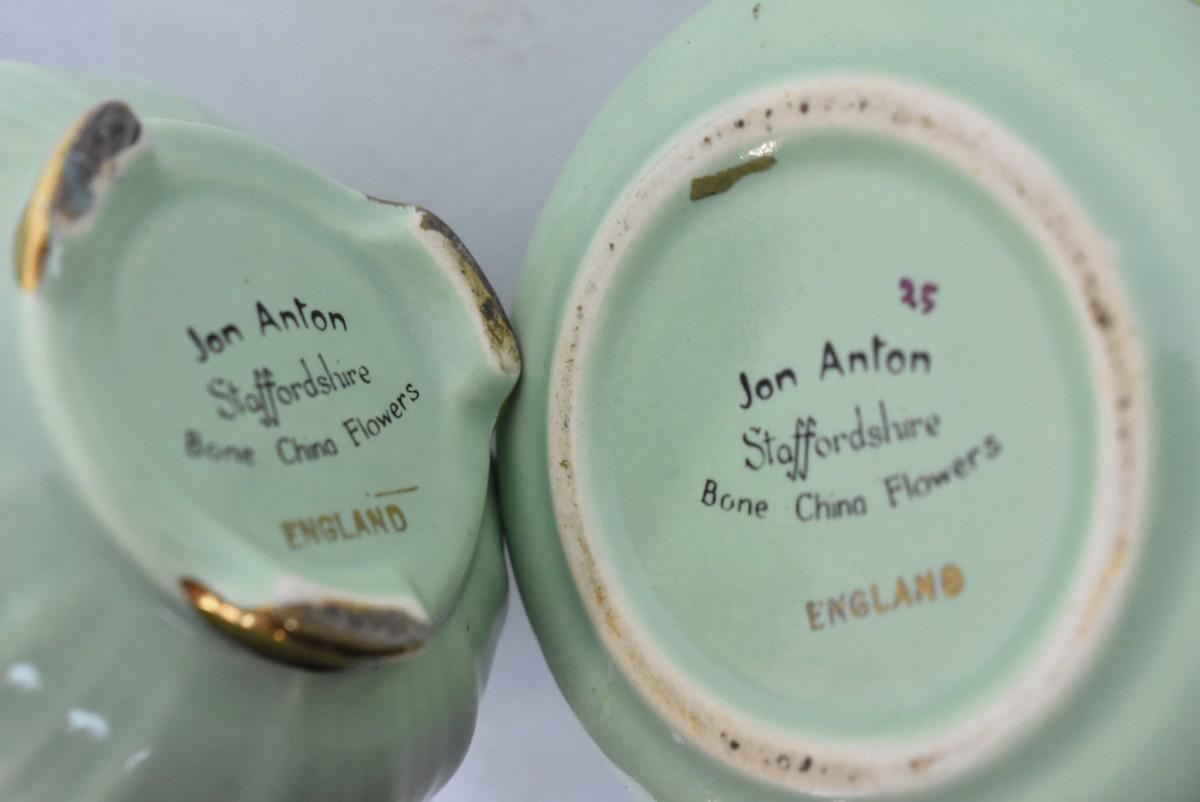 Jon Anton
Staffordshire
Bone China Flowers
ENGLAND
25
Jon Anton
Staffordshire
Bone China Flowers
ENGLAND